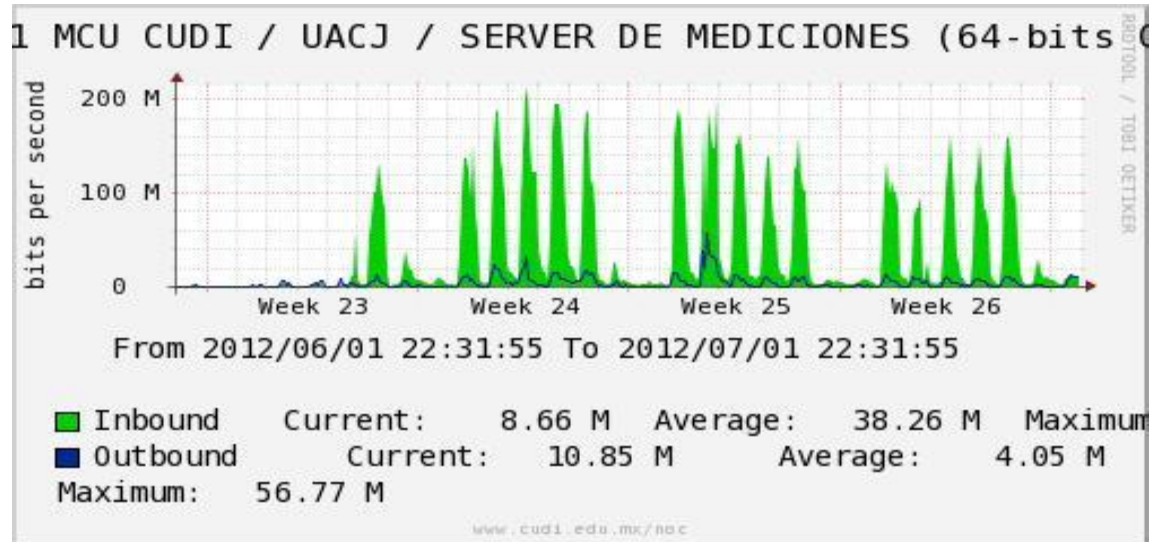 1 MCU CUDI / UACJ / SERVER DE MEDICIONES (64-bits
RRDTOOL / TOBI OETIKER
bits per second
200 M
100 M
0
Week 23 Week 24 Week 25 Week 26
From 2012/06/01 22:31:55 To 2012/07/01 22:31:55
Inbound Current: 8.66 M Average: 38.26 M Maximum
Outbound Current: 10.85 M Average: 4.05 M
Maximum: 56.77 M
www.cudi.edu.mx/noc